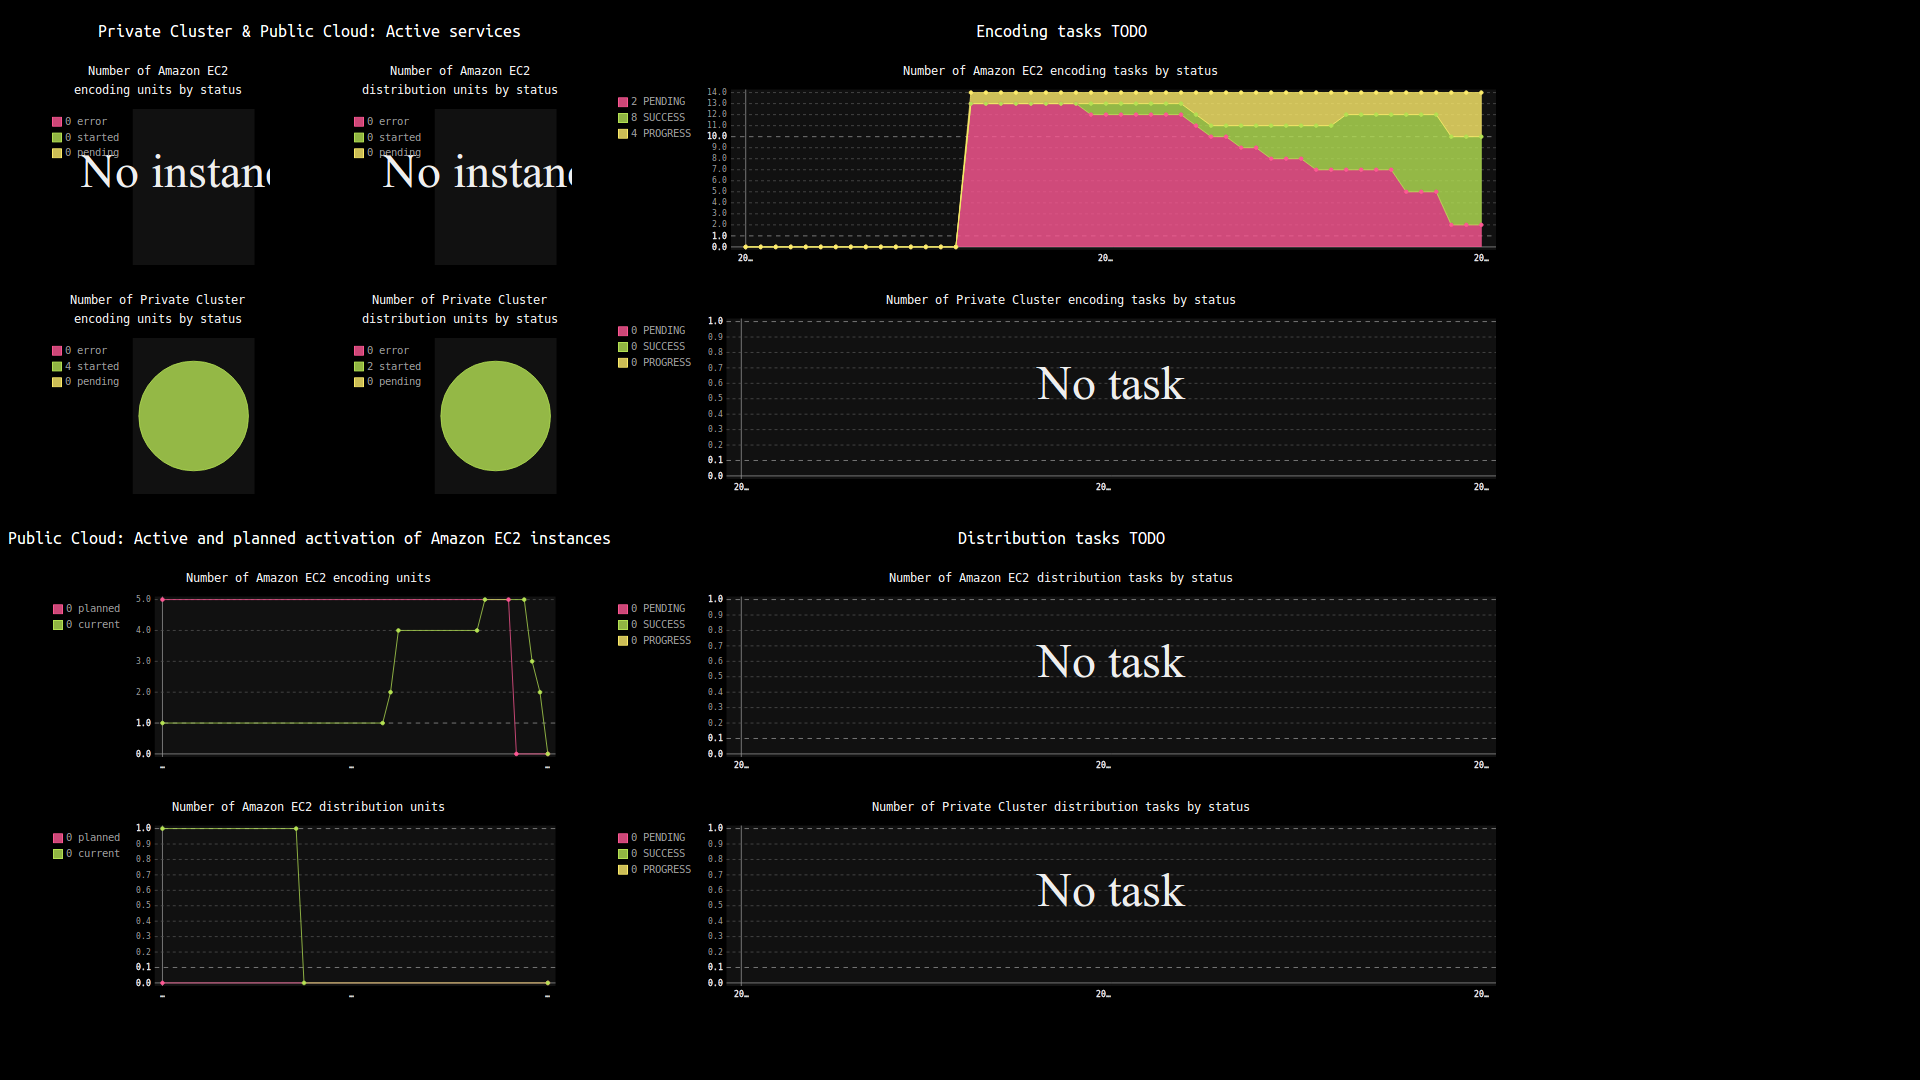 Private Cluster & Public Cloud: Active services
Number of Amazon EC2
encoding units by status
0 error
0 started
0 pending
No instanc
Number of Amazon EC2
distribution units by status
0 error
0 started
0 pending
No instanc
Number of Private Cluster
encoding units by status
0 error
4 started
0 pending
Number of Private Cluster
distribution units by status
0 error
2 started
0 pending
Encoding tasks TODO
Number of Amazon EC2 encoding tasks by status
2 PENDING
8 SUCCESS
4 PROGRESS
14.0
13.0
12.0
11.0
10.0
9.0
8.0
7.0
6.0
5.0
4.0
3.0
2.0
1.0
0.0
20… 20… 20…
Number of Private Cluster encoding tasks by status
0 PENDING
0 SUCCESS
0 PROGRESS
1.0
0.9
0.8
0.7
0.6
0.5
0.4
0.3
0.2
0.1
0.0
No task
20… 20… 20…
Public Cloud: Active and planned activation of Amazon EC2 instances
Number of Amazon EC2 encoding units
0 planned
0 current
5.0
4.0
3.0
2.0
1.0
0.0
… … …
Number of Amazon EC2 distribution units
0 planned
0 current
1.0
0.9
0.8
0.7
0.6
0.5
0.4
0.3
0.2
0.1
0.0
… … …
Distribution tasks TODO
Number of Amazon EC2 distribution tasks by status
0 PENDING
0 SUCCESS
0 PROGRESS
1.0
0.9
0.8
0.7
0.6
0.5
0.4
0.3
0.2
0.1
0.0
No task
20… 20… 20…
Number of Private Cluster distribution tasks by status
0 PENDING
0 SUCCESS
0 PROGRESS
1.0
0.9
0.8
0.7
0.6
0.5
0.4
0.3
0.2
0.1
0.0
No task
20… 20… 20…